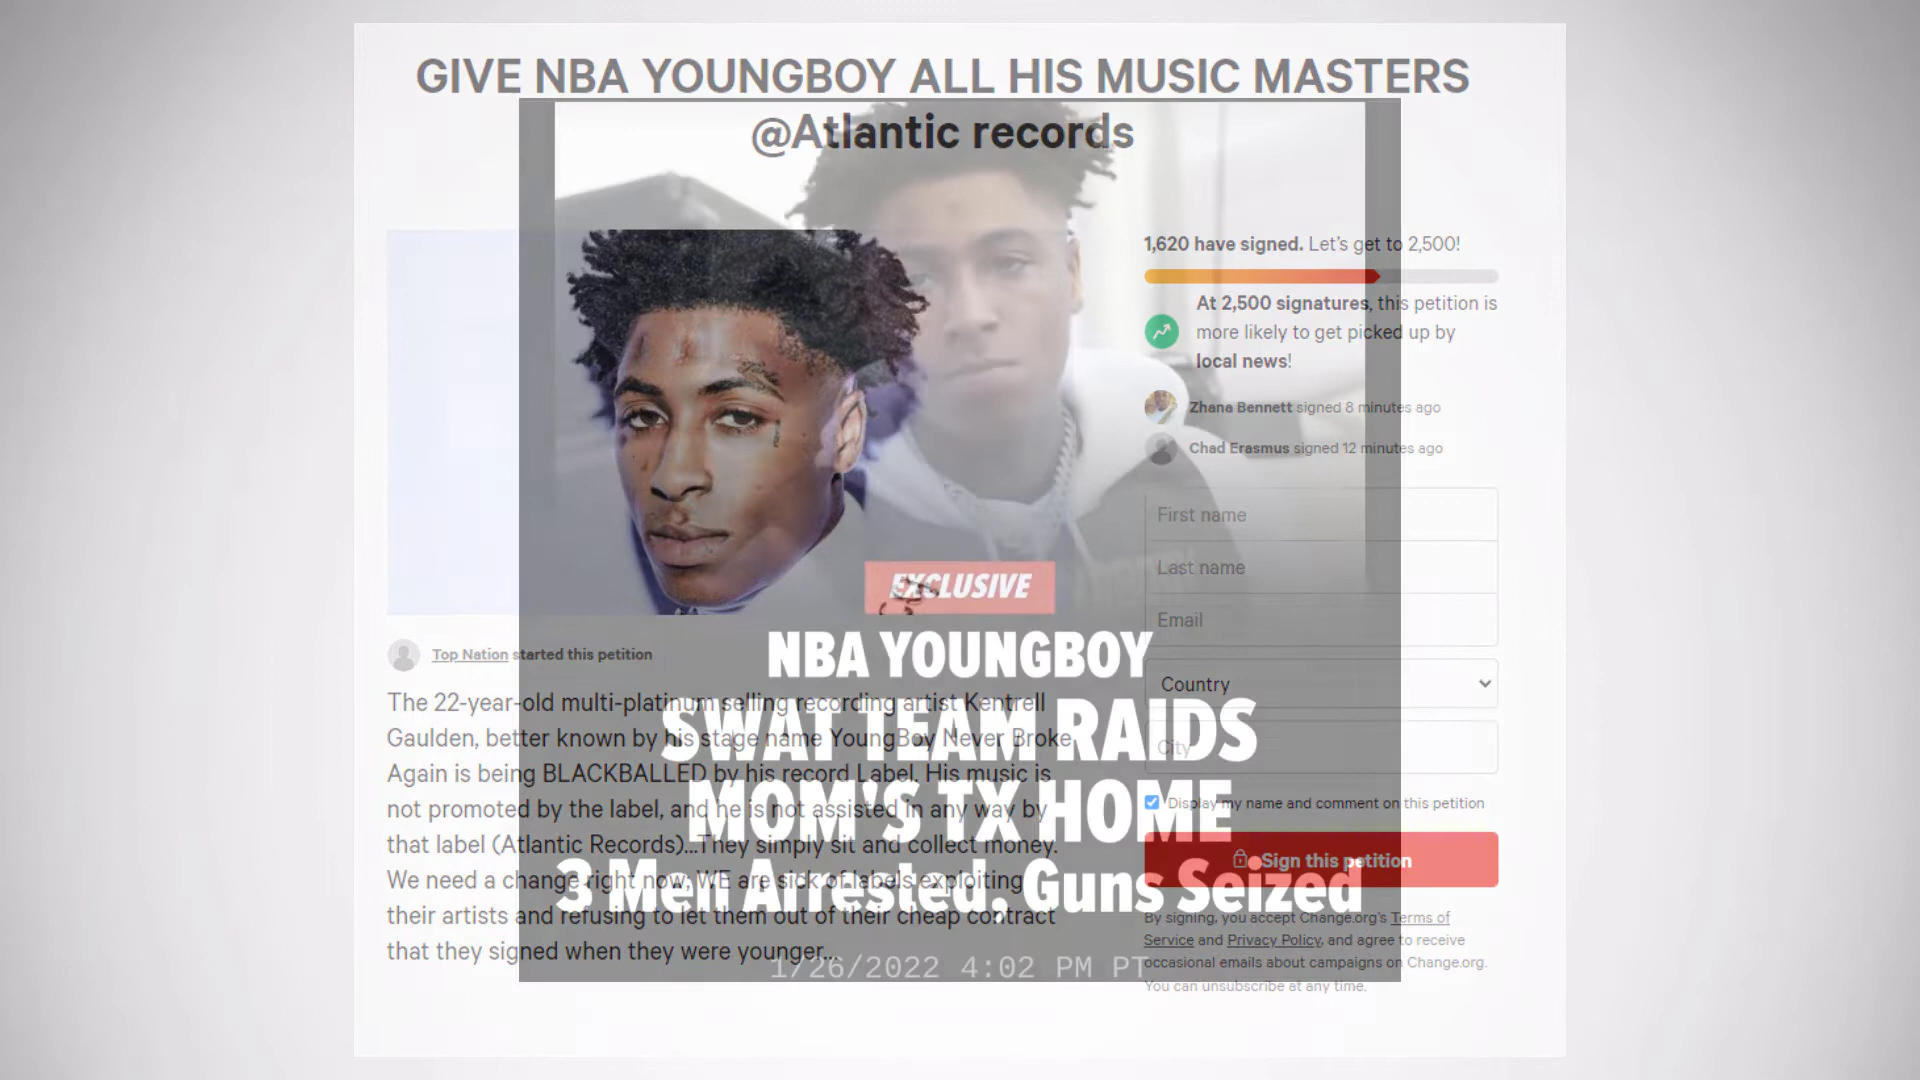 GIVE NBA YOUNGBOY ALL HIS MUSIC MASTERS
@Atlantic records
1,620 have signed. Let's get to 2,500!
At 2,500 signatures, this petition is
more likely to get picked up by
local news!
Zhana Bennett signed 8 minutes ago
Chad Erasmus signed 12 minutes ago
First name
Last name
Email
Country
City
Display my name and comment on this petition
Sign this petition
By signing, you accept Change.org's Terms of
Service and Privacy Policy, and agree to receive
occasional emails about campaigns on Change.org.
You can unsubscribe at any time.
Top Nation started this petition
The 22-year-old multi-platinum selling recording artist Kentrell
Gaulden, better known by his stage name YoungBoy Never Broke
Again is being BLACKBALLED by his record Label. His music is
not promoted by the label, and he is not assisted in any way by
that label (Atlantic Records)...They simply sit and collect money.
We need a change right now, WE are sick of labels exploiting
their artists and refusing to let them out of their cheap contract
that they signed when they were younger...
EXCLUSIVE
NBA YOUNGBOY
SWAT TEAM RAIDS
MOM'S TX HOME
3 Men Arrested, Guns Seized
1/26/2022 4:02 PM PT